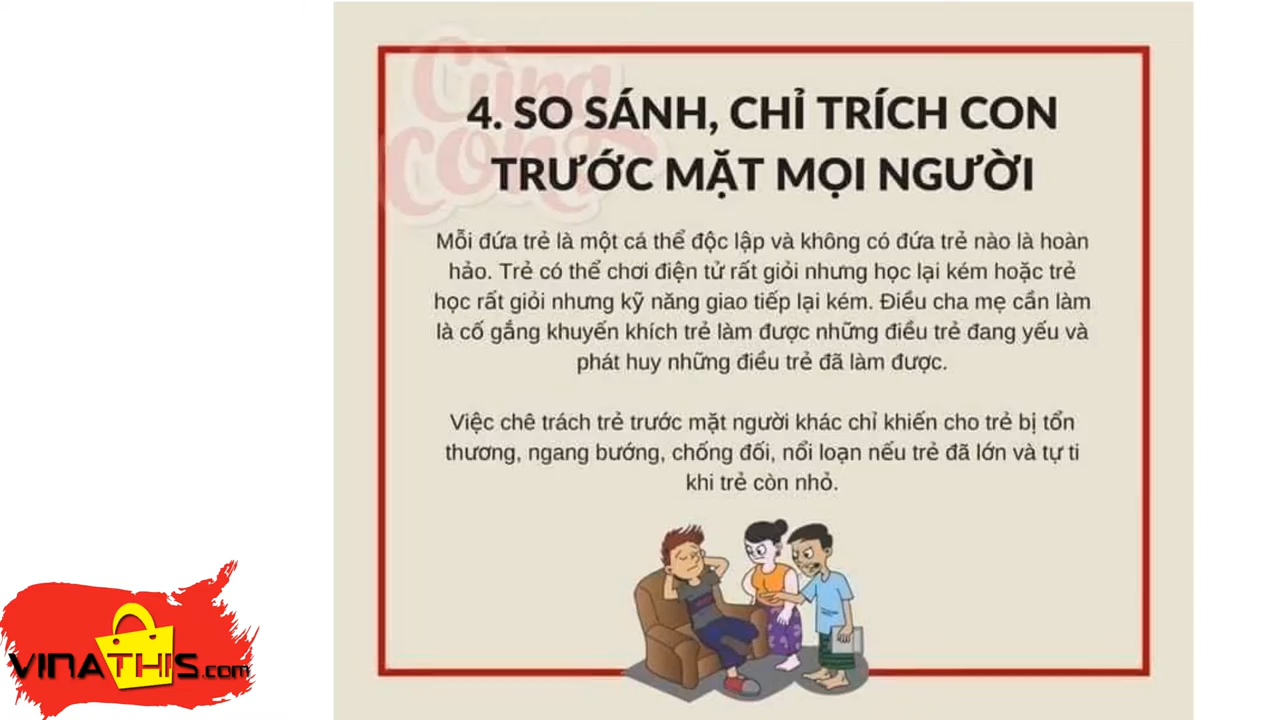 Cùng
con
4. SO SÁNH, CHỈ TRÍCH CON
TRƯỚC MẶT MỌI NGƯỜI
Mỗi đứa trẻ là một cá thể độc lập và không có đứa trẻ nào là hoàn
hảo. Trẻ có thể chơi điện tử rất giỏi nhưng học lại kém hoặc trẻ
học rất giỏi nhưng kỹ năng giao tiếp lại kém. Điều cha mẹ cần làm
là cố gắng khuyến khích trẻ làm được những điều trẻ đang yếu và
phát huy những điều trẻ đã làm được.
Việc chê trách trẻ trước mặt người khác chỉ khiến cho trẻ bị tổn
thương, ngang bướng, chống đối, nổi loạn nếu trẻ đã lớn và tự ti
khi trẻ còn nhỏ.
VINATHIS.com